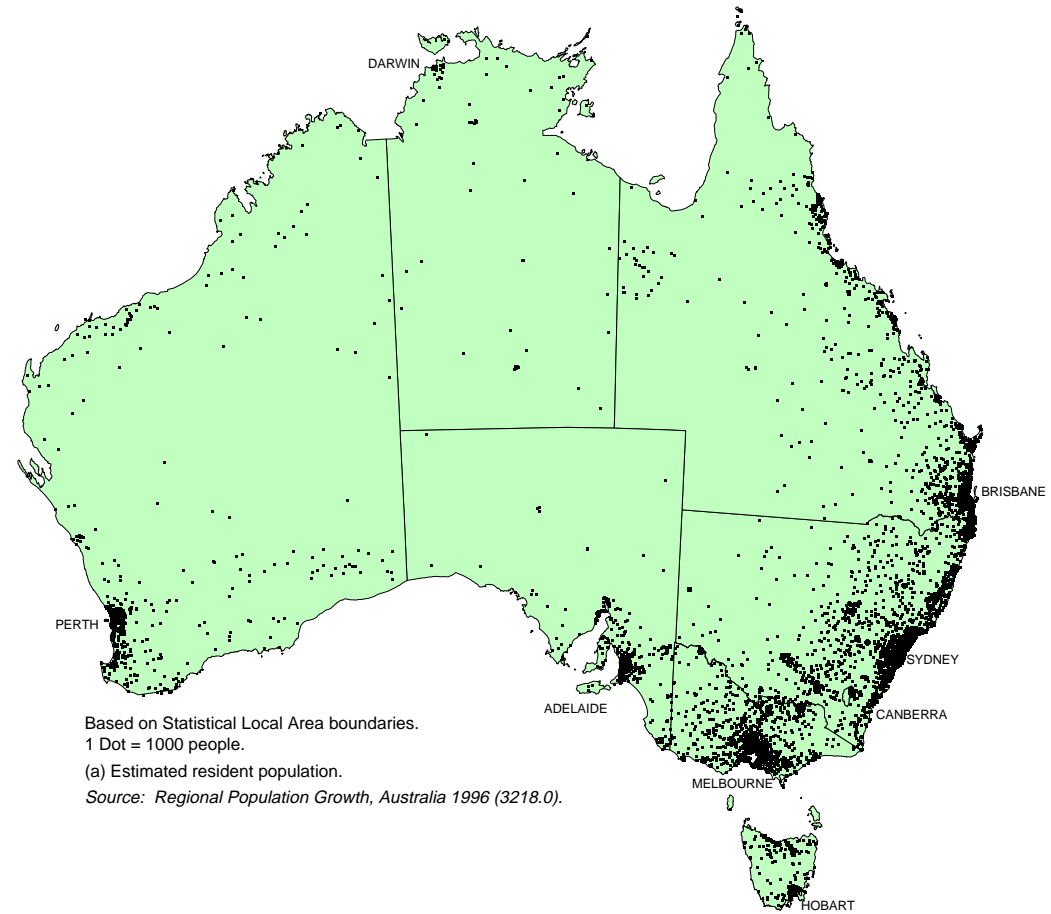 DARWIN
BRISBANE
PERTH
SYDNEY
ADELAIDE
CANBERRA
Based on Statistical Local Area boundaries.
1 Dot = 1000 people.
(a) Estimated resident population.
MELBOURNE
Source: Regional Population Growth, Australia 1996 (3218.0).
HOBART